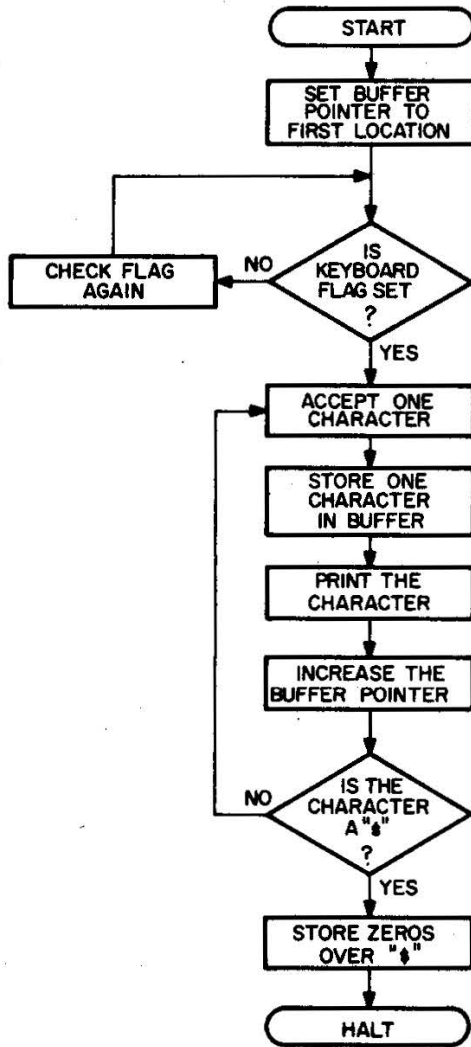 START
SET BUFFER
POINTER TO
FIRST LOCATION
IS
KEYBOARD
FLAG SET
?
NO
CHECK FLAG
AGAIN
YES
ACCEPT ONE
CHARACTER
STORE ONE
CHARACTER
IN BUFFER
PRINT THE
CHARACTER
INCREASE THE
BUFFER POINTER
IS THE
CHARACTER
A "$"
?
NO
YES
STORE ZEROS
OVER "$"
HALT